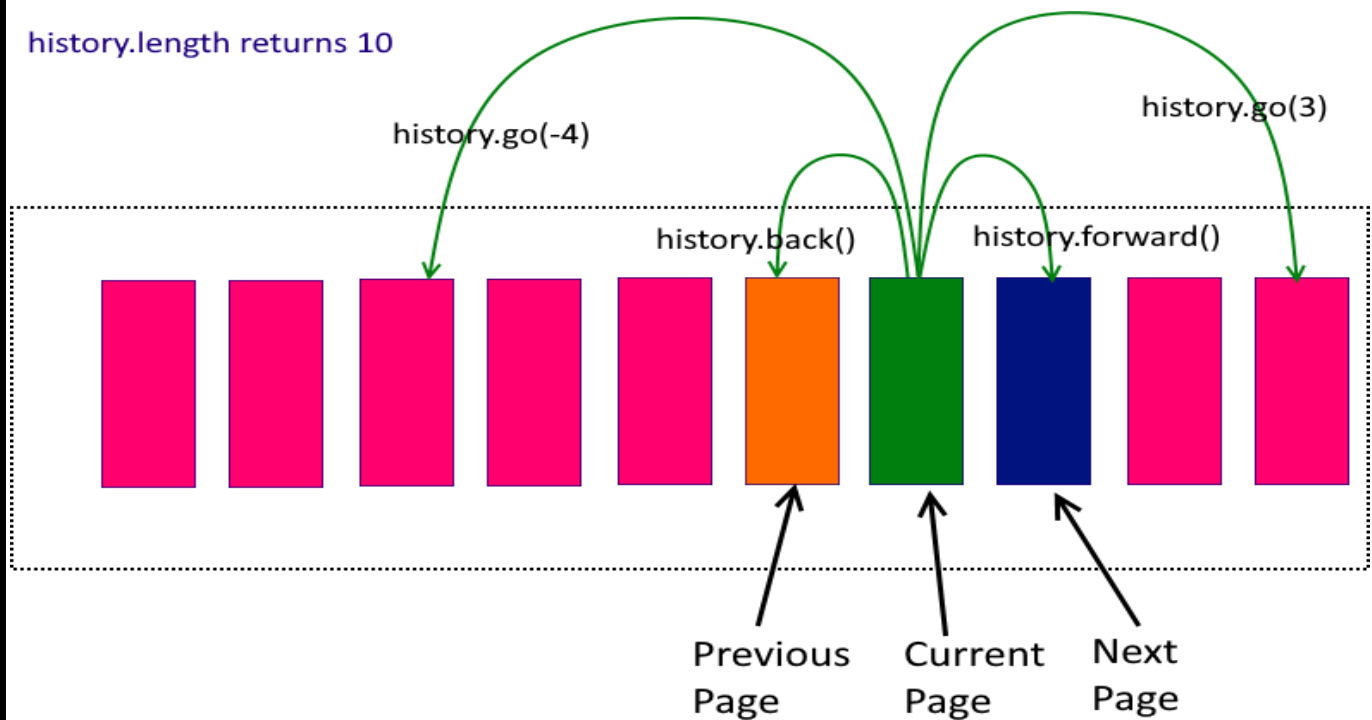 history.length returns 10
history.go(-4)
history.go(3)
history.back()
history.forward()
Previous
Page
Current
Page
Next
Page